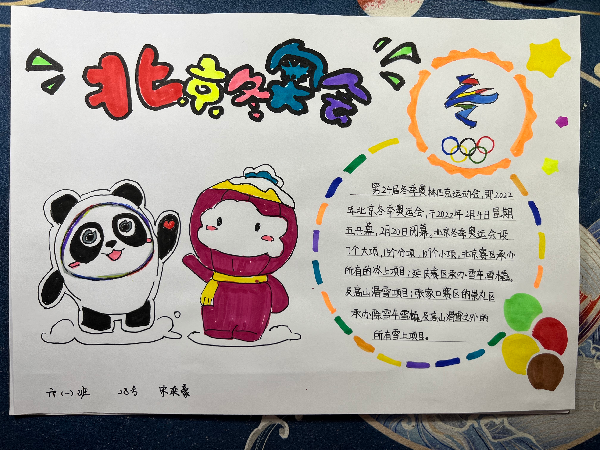 北京冬奥会
第24届冬季奥林匹克运动会,即2022
年北京冬季奥运会,于2022年2月4日星期
五开幕,2月20日闭幕。北京冬季奥运会设
7个大项,15个分项,109个小项。北京赛区承办
所有的冰上项目;延庆赛区承办雪车雪橇
及高山滑雪项目;张家口赛区的崇礼区
承办除雪车雪橇及高山滑雪之外的
所有雪上项目。
六(一)班 28号 宋